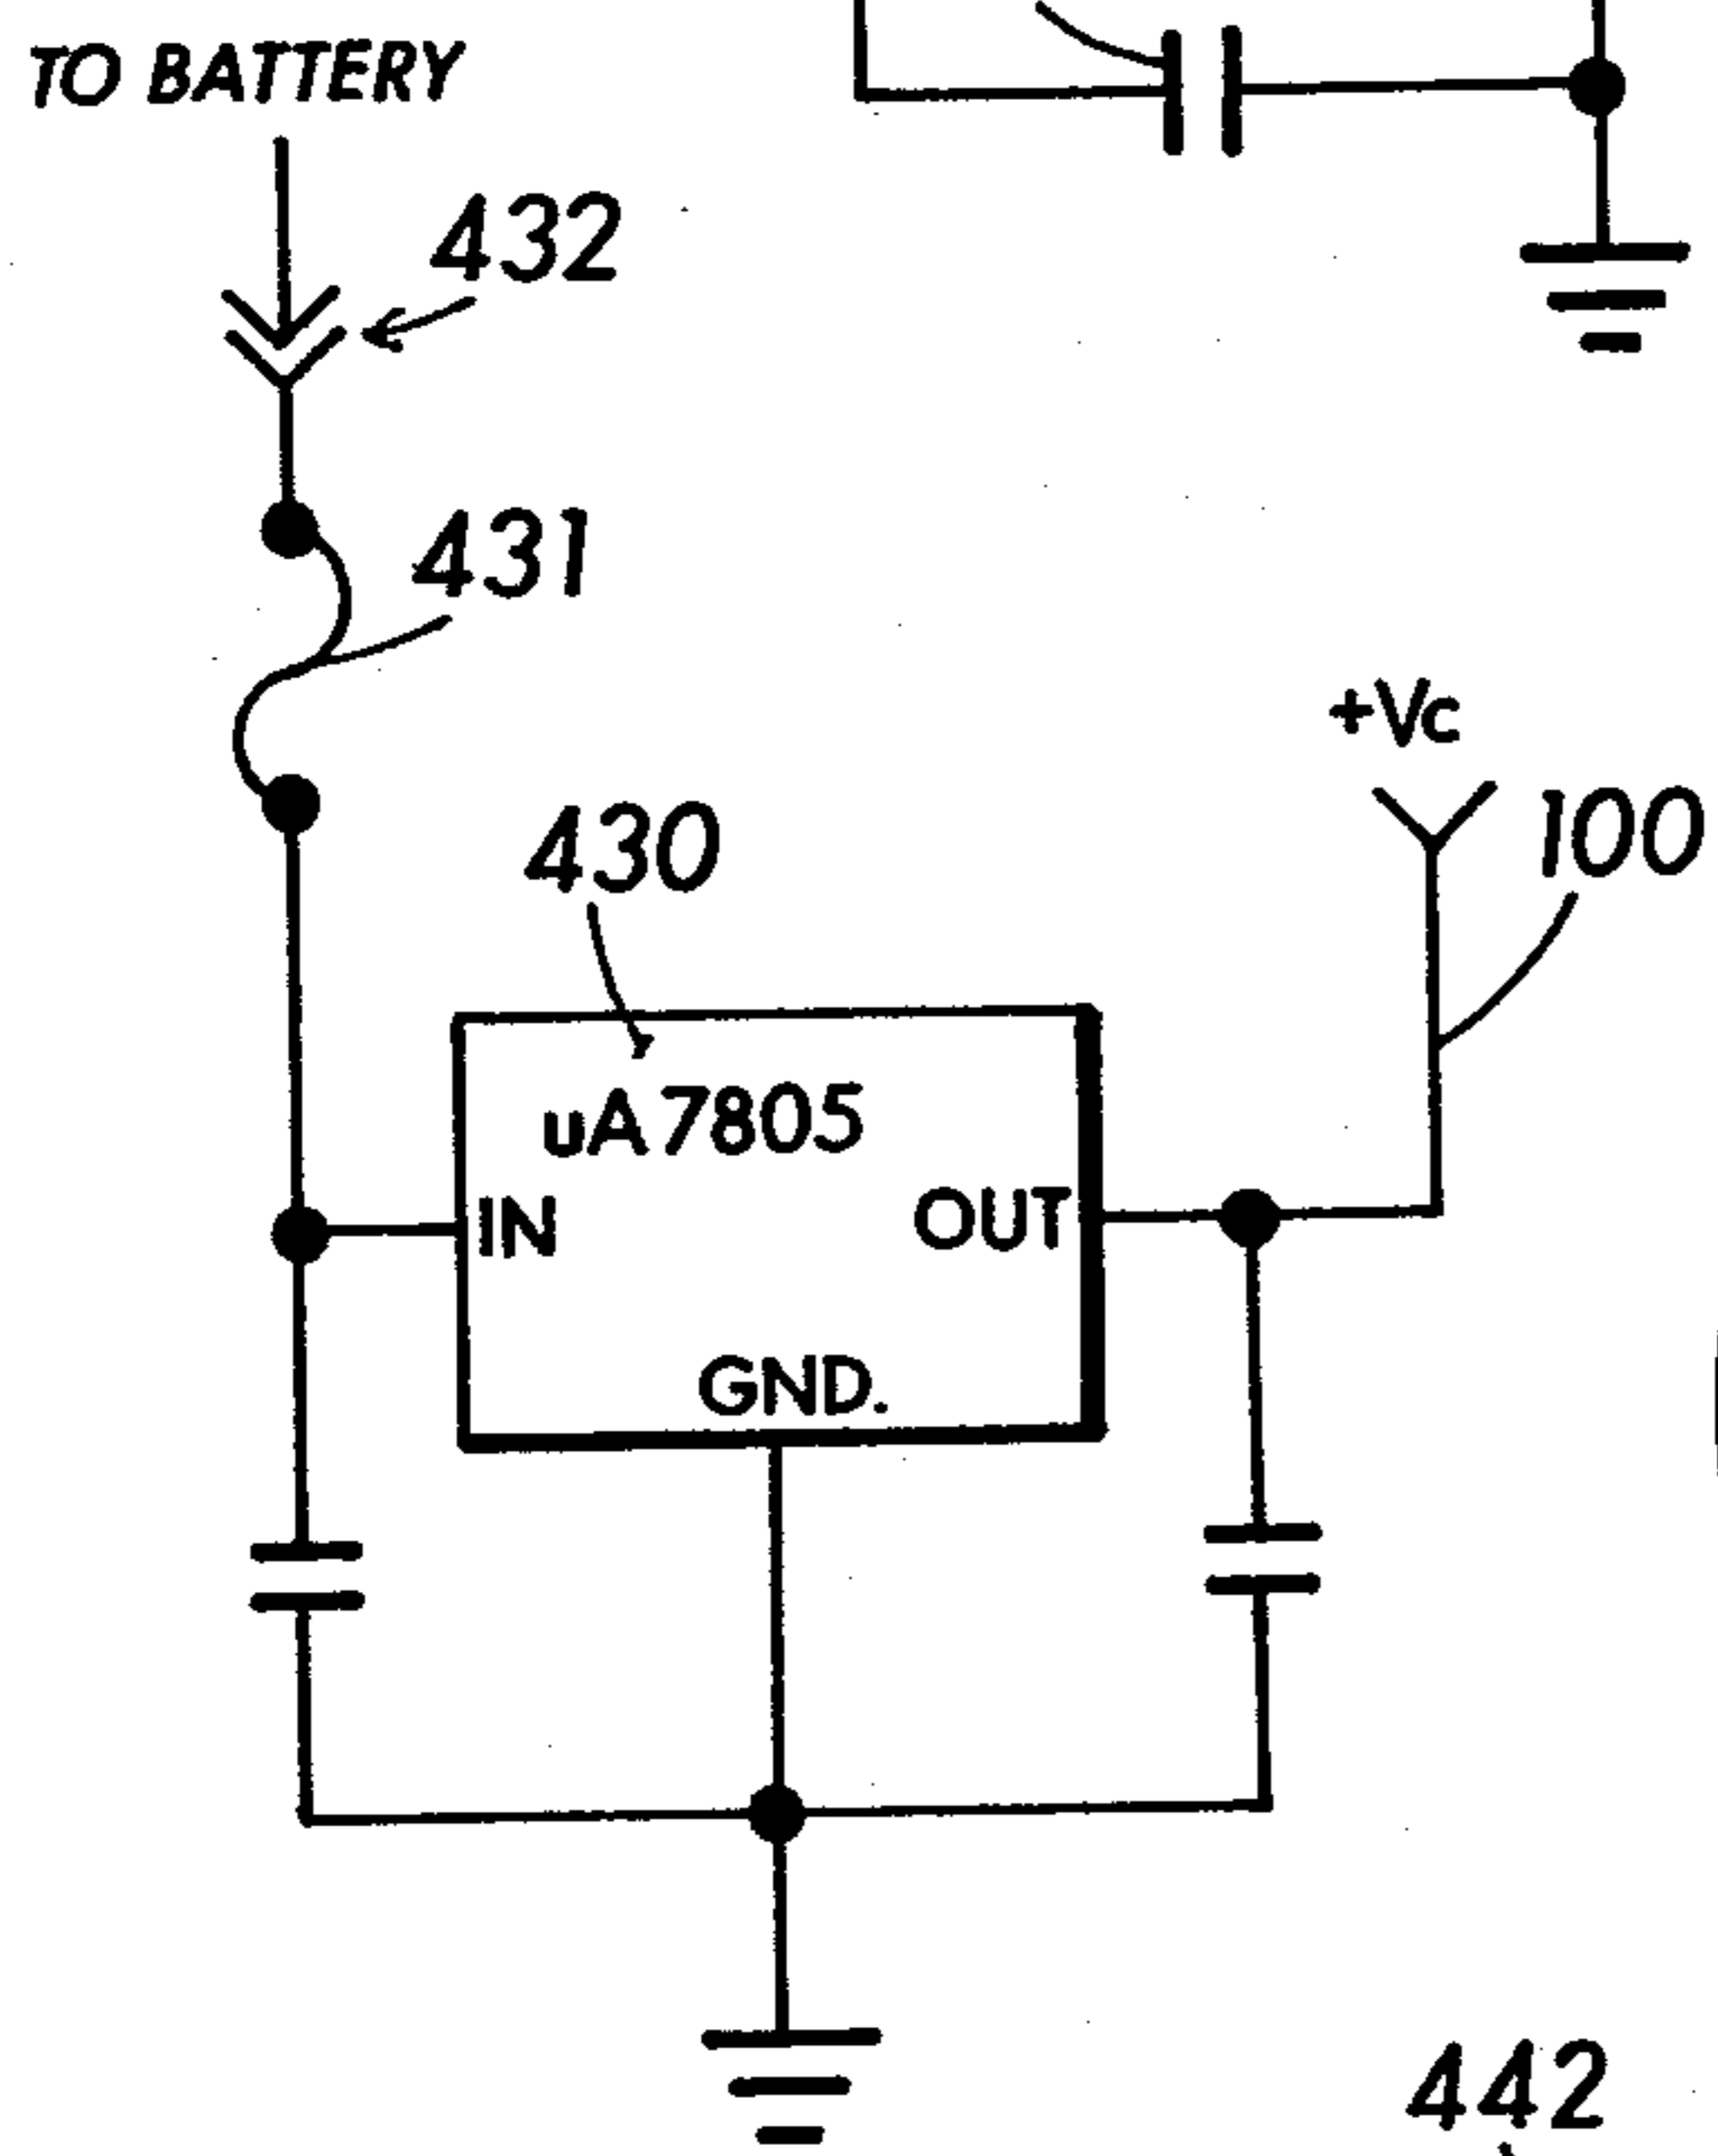 TO BATTERY
432
431
+Vc
100
430
uA7805
IN
OUT
GND.
442